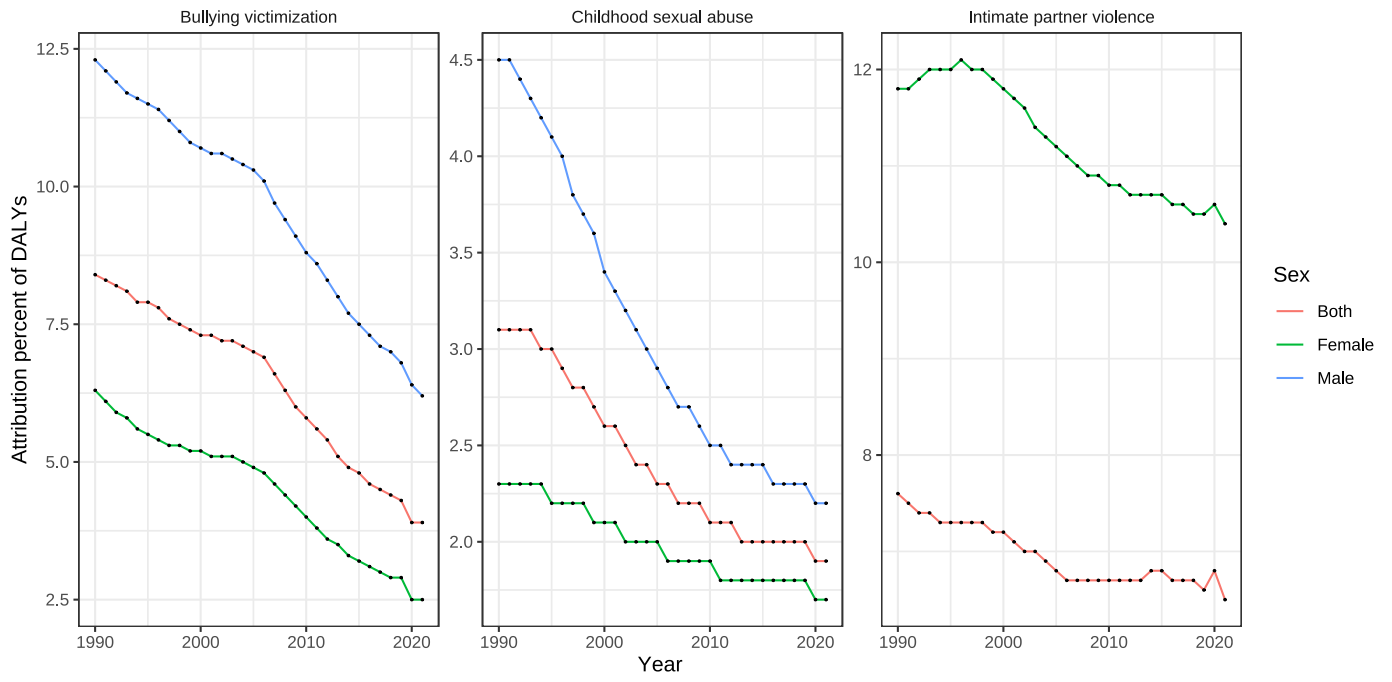 Bullying victimization
Childhood sexual abuse
Intimate partner violence
Attribution percent of DALYs
12.5
10.0
7.5
5.0
2.5
4.5
4.0
3.5
3.0
2.5
2.0
12
10
8
1990 2000 2010 2020
1990 2000 2010 2020
1990 2000 2010 2020
Year
Sex
Both
Female
Male